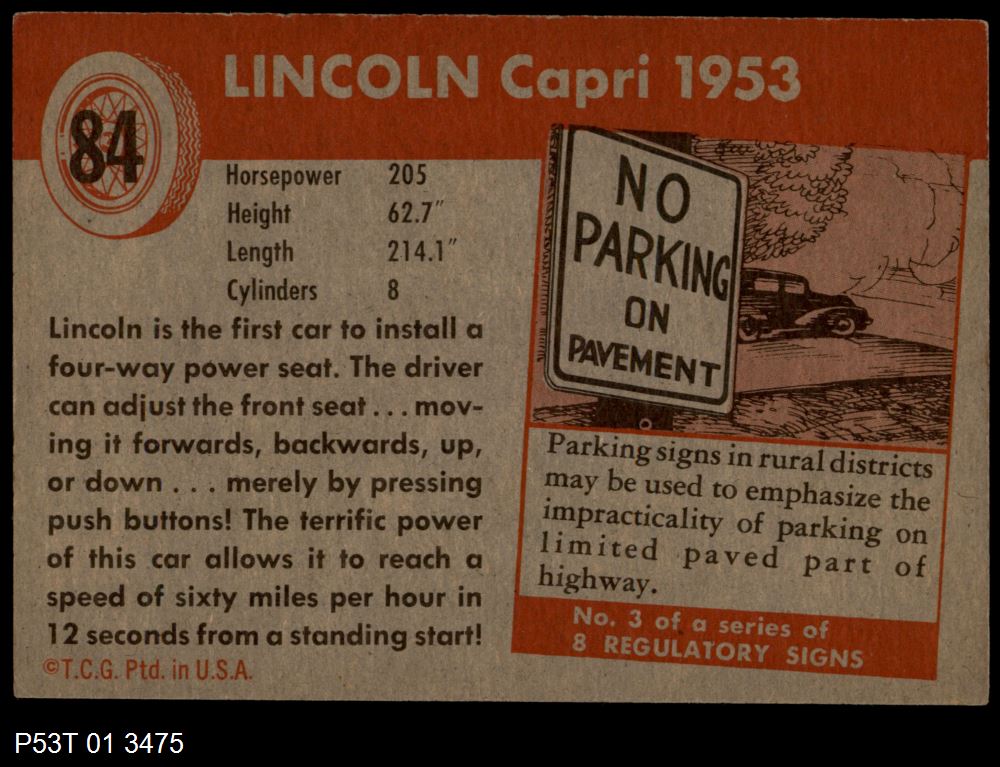 84
LINCOLN Capri 1953
Horsepower 205
Height 62.7"
Length 214.1"
Cylinders 8
Lincoln is the first car to install a
four-way power seat. The driver
can adjust the front seat . . . mov-
ing it forwards, backwards, up,
or down . . . merely by pressing
push buttons! The terrific power
of this car allows it to reach a
speed of sixty miles per hour in
12 seconds from a standing start!
©T.C.G. Ptd. in U.S.A.
NO
PARKING
ON
PAVEMENT
Parking signs in rural districts
may be used to emphasize the
impracticality of parking on
limited paved part of
highway.
No. 3 of a series of
8 REGULATORY SIGNS
P53T 01 3475